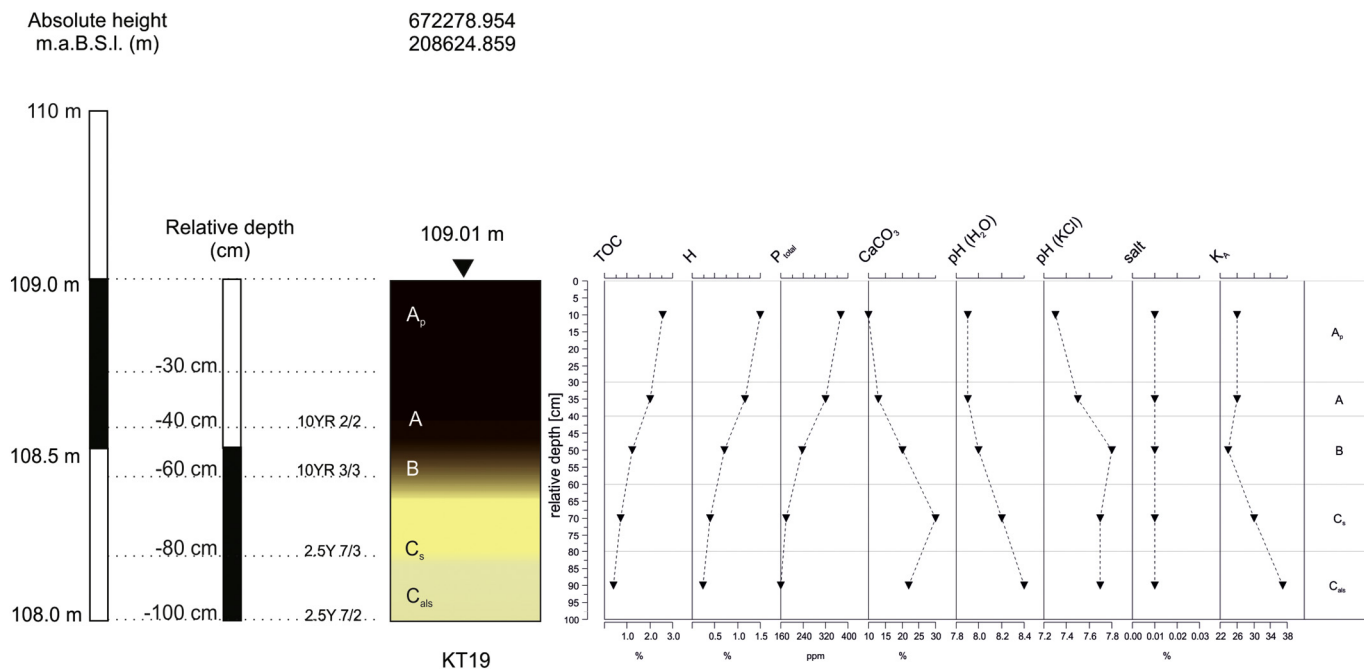 Absolute height
m.a.B.S.l. (m)
672278.954
208624.859
110 m
109.0 m
108.5 m
108.0 m
Relative depth
(cm)
-30 cm
-40 cm
-60 cm
-80 cm
-100 cm
10YR 2/2
10YR 3/3
2.5Y 7/3
2.5Y 7/2
109.01 m
Ap
A
B
Cs
Cals
KT19
relative depth [cm]
0
5
10
15
20
25
30
35
40
45
50
55
60
65
70
75
80
85
90
95
100
TOC
H
P total
CaCO3
pH (H2O)
pH (KCl)
salt
KA
1.0 2.0 3.0
0.5 1.0 1.5
160 240 320 400
10 20 30
7.8 8.0 8.2 8.4
7.2 7.4 7.6 7.8
0.00 0.01 0.02 0.03
22 26 30 34 38
%
%
ppm
%
%
Ap
A
B
Cs
Cals